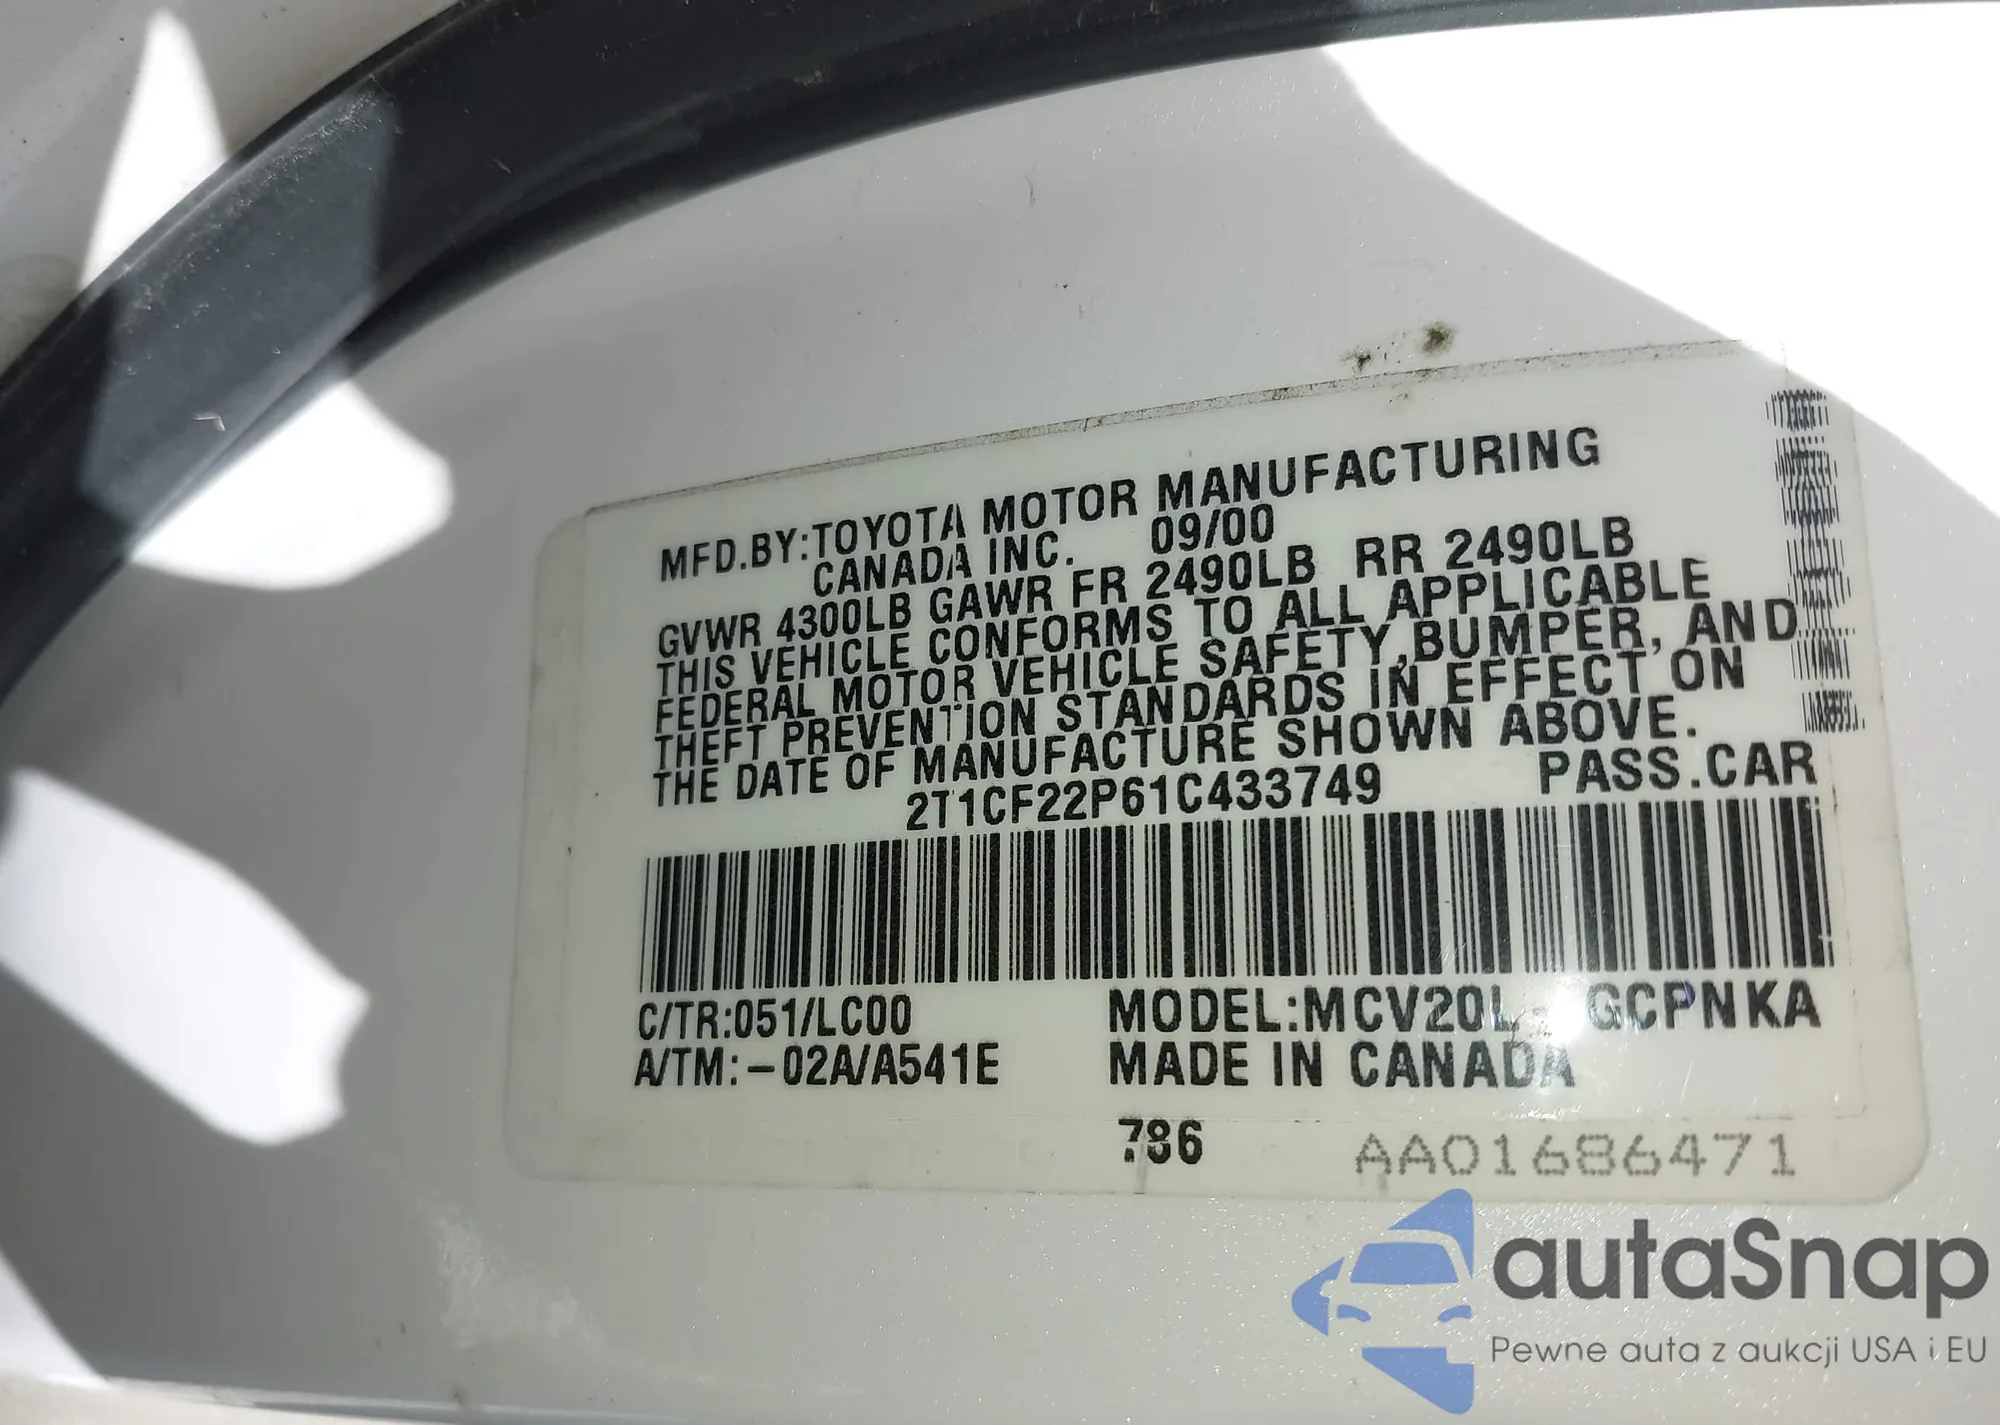 MFD.BY:TOYOTA MOTOR MANUFACTURING
CANADA INC. 09/00
GVWR 4300LB GAWR FR 2490LB RR 2490LB
THIS VEHICLE CONFORMS TO ALL APPLICABLE
FEDERAL MOTOR VEHICLE SAFETY,BUMPER, AND
THEFT PREVENTION STANDARDS IN EFFECT ON
THE DATE OF MANUFACTURE SHOWN ABOVE.
2T1CF22P61C433749 PASS.CAR
C/TR:051/LC00 MODEL:MCV20L- GCPNKA
A/TM:-02A/A541E MADE IN CANADA
786 AA01686471
autaSnap
Pewne auta z aukcji USA i EU